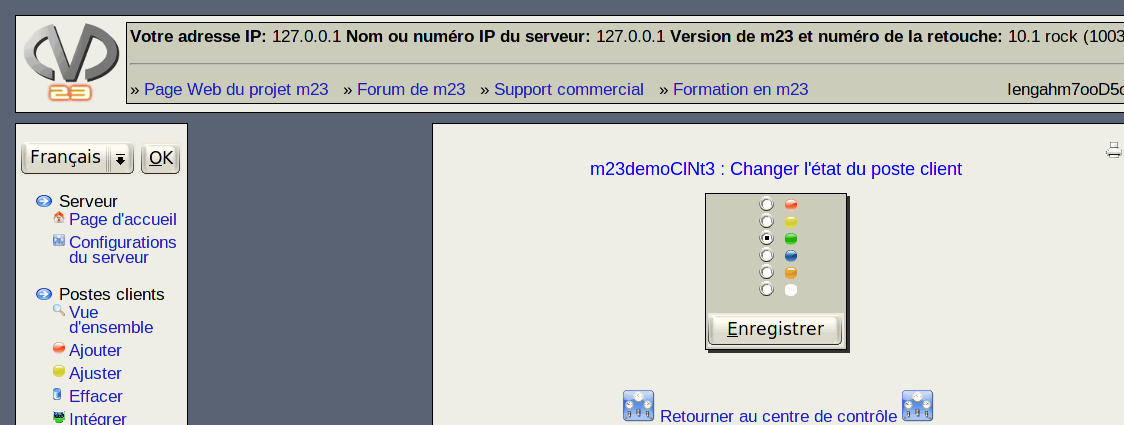 23
Votre adresse IP: 127.0.0.1 Nom ou numéro IP du serveur: 127.0.0.1 Version de m23 et numéro de la retouche: 10.1 rock (1003
» Page Web du projet m23 » Forum de m23 » Support commercial » Formation en m23
Français OK
Serveur
Page d'accueil
Configurations
du serveur
Postes clients
Vue
d'ensemble
Ajouter
Ajuster
Effacer
Intégrer
m23demoClNt3 : Changer l'état du poste client
Enregistrer
Retourner au centre de contrôle